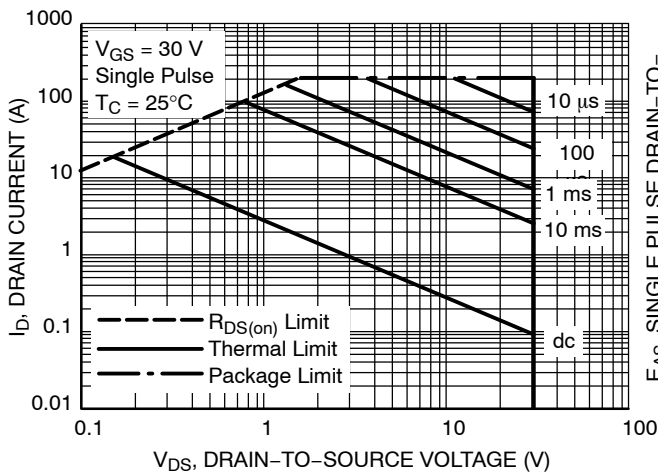 1000
100
10
1
0.1
0.01
I_D, DRAIN CURRENT (A)
V_GS = 30 V
Single Pulse
T_C = 25°C
10 µs
100
1 ms
10 ms
dc
R_DS(on) Limit
Thermal Limit
Package Limit
0.1 1 10 100
V_DS, DRAIN−TO−SOURCE VOLTAGE (V)
SINGLE PULSE DRAIN−TO−